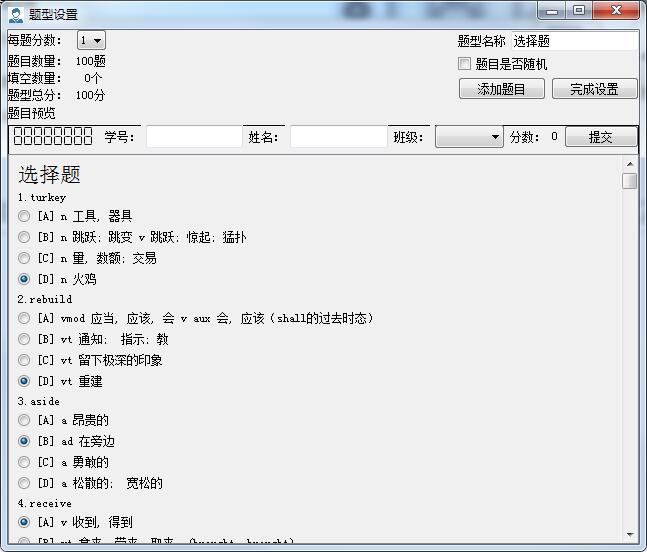 题型设置
每题分数: 1
题型名称 选择题
题目数量: 100题
题目是否随机
填空数量: 0个
题型总分: 100分
添加题目 完成设置
题目预览
学号: 姓名: 班级: 分数: 0 提交
选择题
1.turkey
[A] n 工具, 器具
[B] n 跳跃; 跳变 v 跳跃; 惊起; 猛扑
[C] n 量, 数额; 交易
[D] n 火鸡
2.rebuild
[A] vmod 应当, 应该, 会 v aux 会, 应该 (shall的过去时态)
[B] vt 通知; 指示; 教
[C] vt 留下极深的印象
[D] vt 重建
3.aside
[A] a 昂贵的
[B] ad 在旁边
[C] a 勇敢的
[D] a 松散的; 宽松的
4.receive
[A] v 收到, 得到